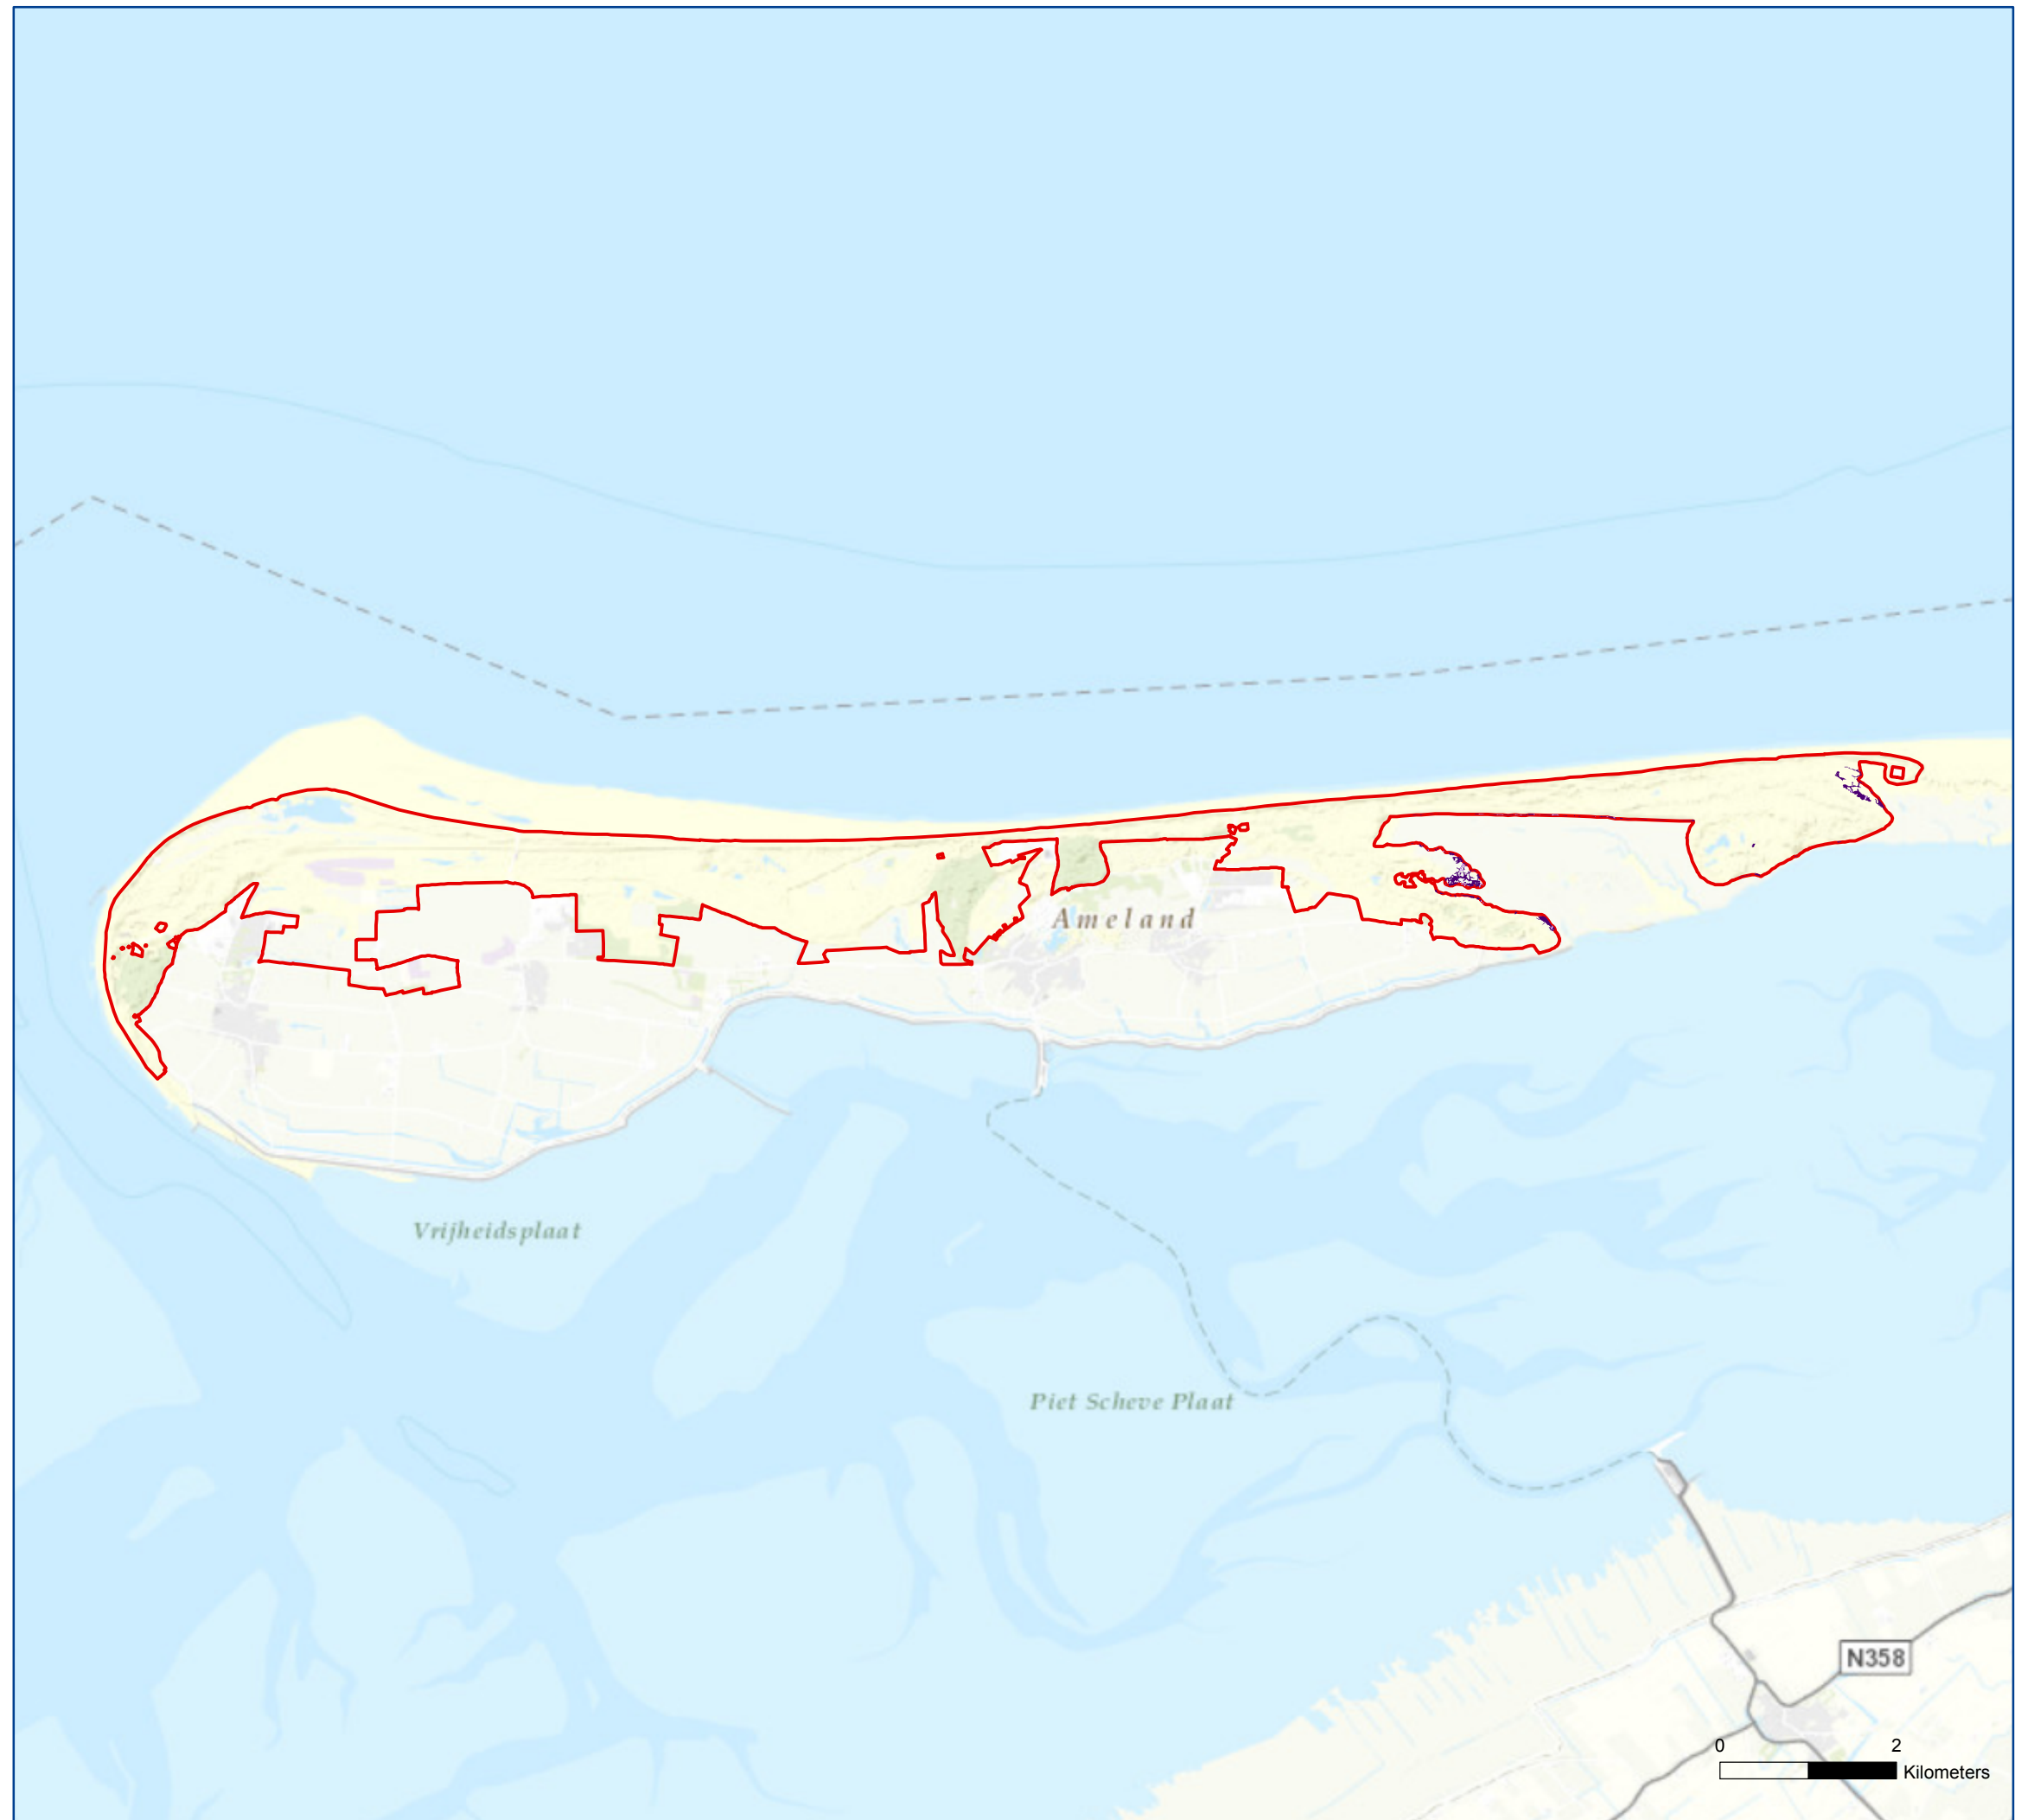 Ameland
Vrijheidsplaat
Piet Scheve Plaat
N358
0 2
Kilometers